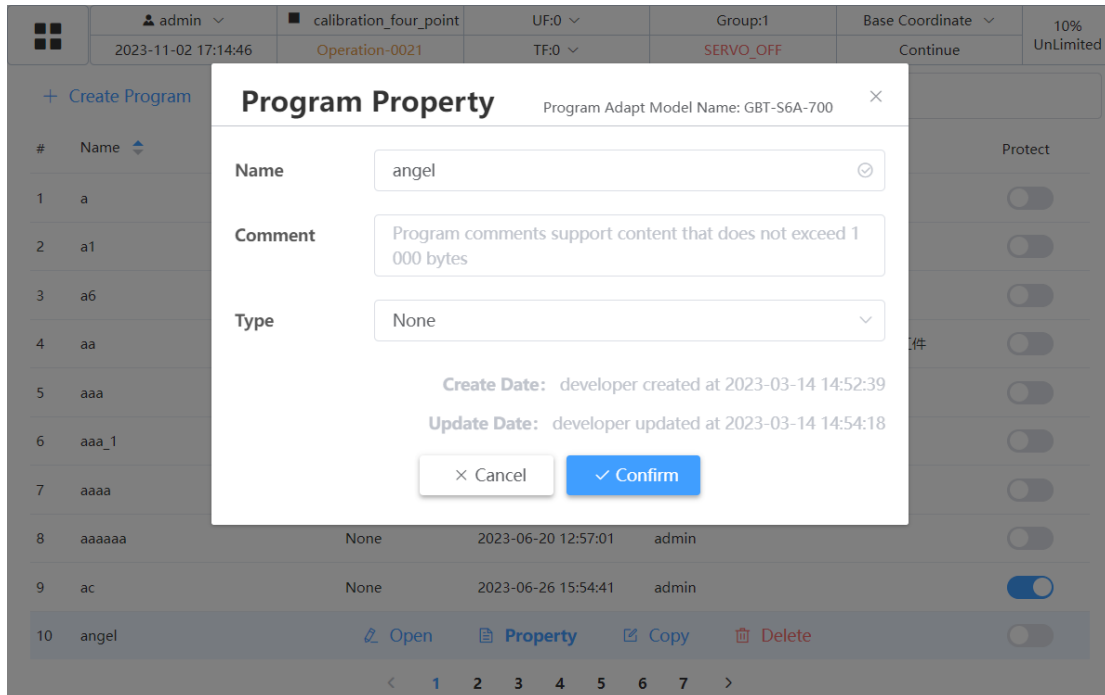 admin
calibration_four_point
UF:0
Group:1
Base Coordinate
10%
UnLimited
2023-11-02 17:14:46
Operation-0021
TF:0
SERVO_OFF
Continue
+ Create Program
Program Property
Program Adapt Model Name: GBT-S6A-700
# Name
Protect
Name
angel
1 a
Comment
Program comments support content that does not exceed 1
000 bytes
2 a1
3 a6
Type
None
4 aa
件
5 aaa
Create Date: developer created at 2023-03-14 14:52:39
Update Date: developer updated at 2023-03-14 14:54:18
6 aaa_1
Cancel
Confirm
7 aaaa
8 aaaaaa None 2023-06-20 12:57:01 admin
9 ac None 2023-06-26 15:54:41 admin
10 angel Open Property Copy Delete
< 1 2 3 4 5 6 7 >